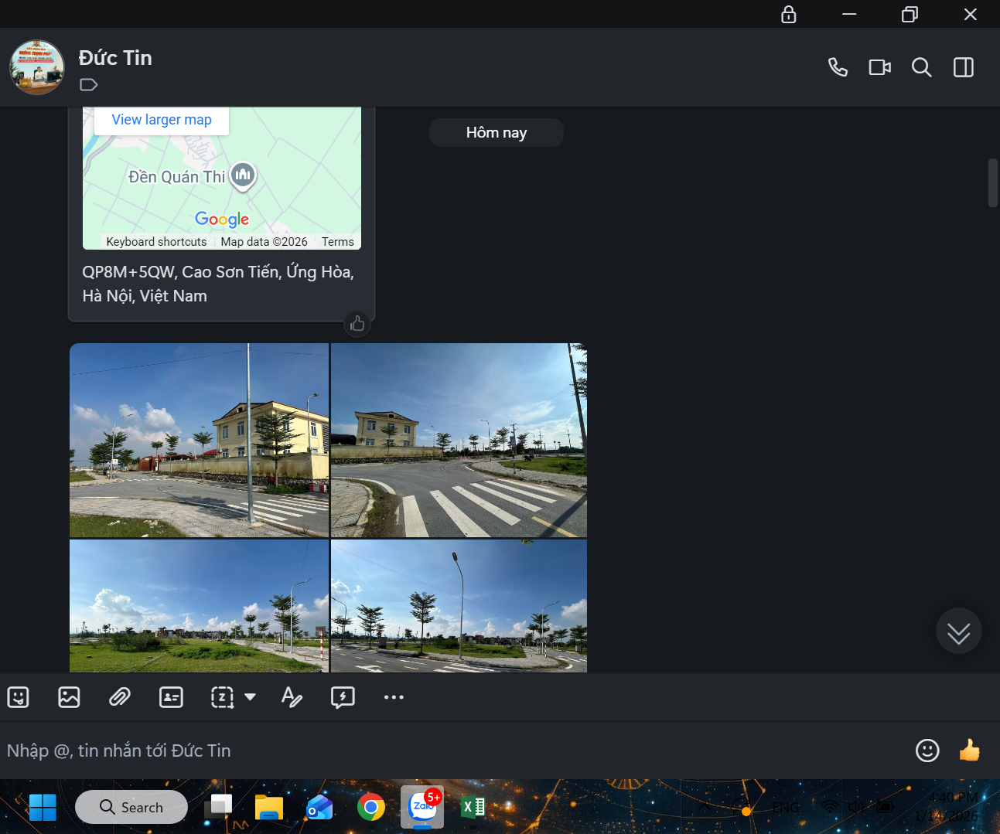 Đức Tin
View larger map
Hôm nay
Đền Quán Thi
Google
Keyboard shortcuts
Map data ©2026
Terms
QP8M+5QW, Cao Sơn Tiến, Ứng Hòa,
Hà Nội, Việt Nam
Nhập @, tin nhắn tới Đức Tin
Search
5+
Zalo
ENG
4:40 PM
1/14/2026